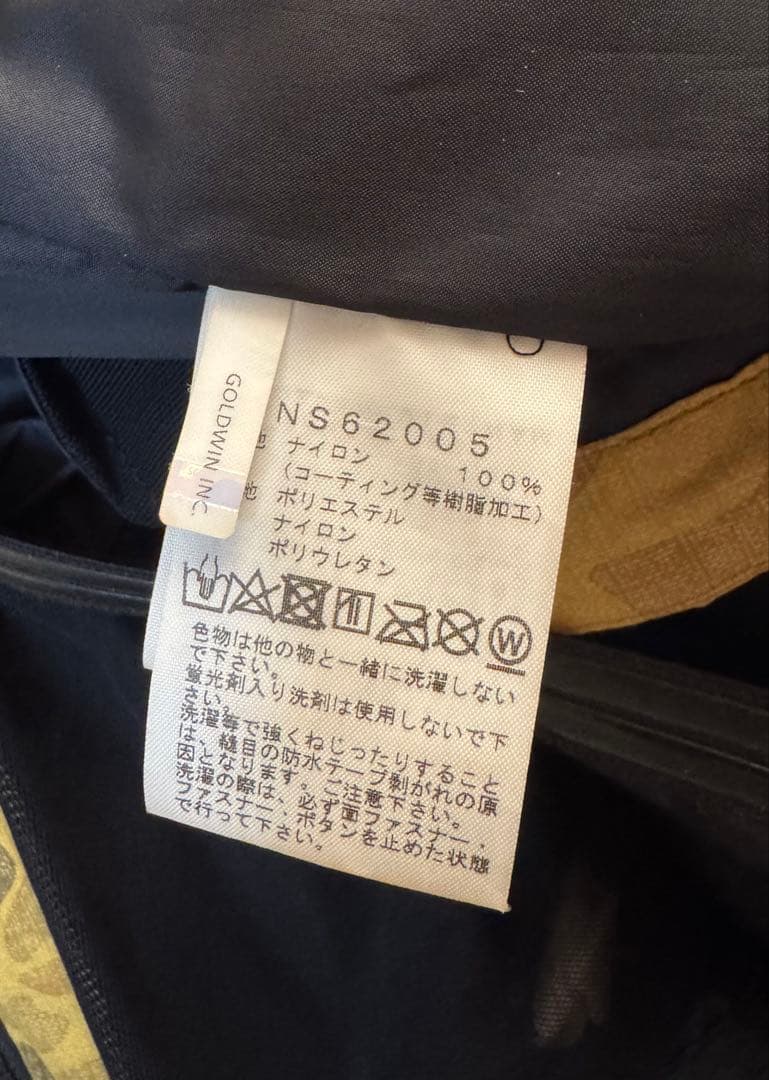 GOLDWIN INC
NS62005
地 ナイロン 100%
(コーティング等樹脂加工)
地 ポリエステル
ナイロン
ポリウレタン
W
色物は他の物と一緒に洗濯しない
で下さい。
蛍光剤入り洗剤は使用しないで下
さい。
洗濯等で強くねじったりすること
は、縫目の防水テープ剥がれの原
因となります。ご注意下さい。
洗濯の際は、必ず面ファスナー・
ファスナー・ボタンを止めた状態
で行って下さい。